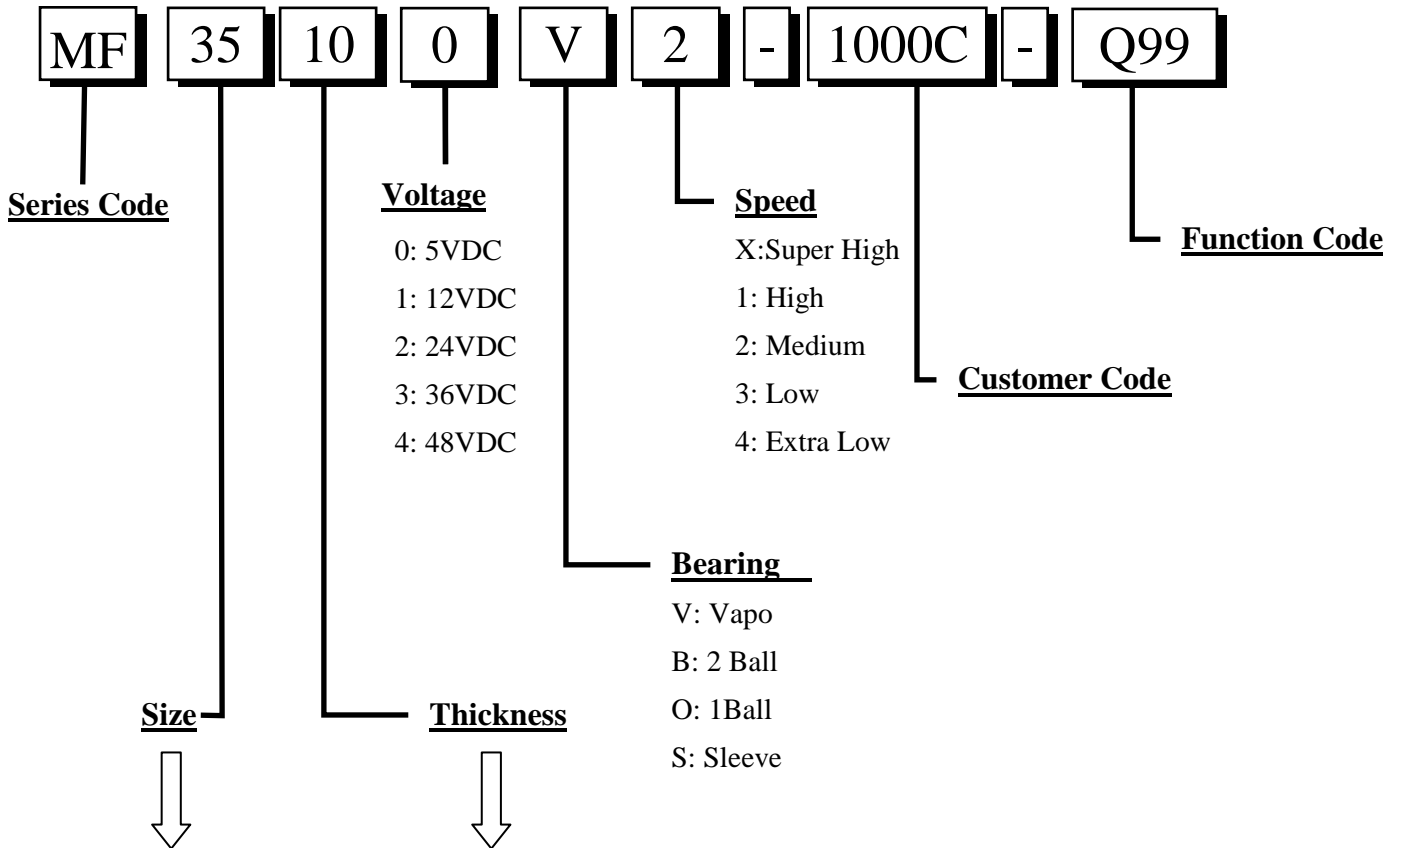 MF 35 10 0 V 2 - 1000C - Q99
Series Code
Voltage
0: 5VDC
1: 12VDC
2: 24VDC
3: 36VDC
4: 48VDC
Speed
X:Super High
1: High
2: Medium
3: Low
4: Extra Low
Function Code
Customer Code
Bearing
V: Vapo
B: 2 Ball
O: 1Ball
S: Sleeve
Size
Thickness